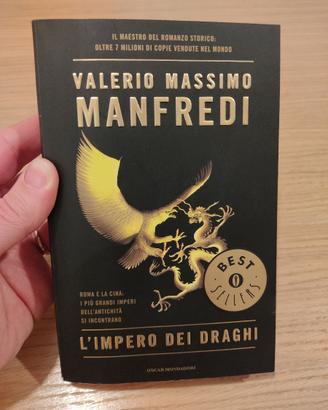 IL MAESTRO DEL ROMANZO STORICO:
OLTRE 7 MILIONI DI COPIE VENDUTE NEL MONDO
VALERIO MASSIMO
MANFREDI
BEST
SELLERS
ROMA E LA CINA:
I PIÙ GRANDI IMPERI
DELL'ANTICHITÀ
SI INCONTRANO
L'IMPERO DEI DRAGHI
OSCAR MONDADORI